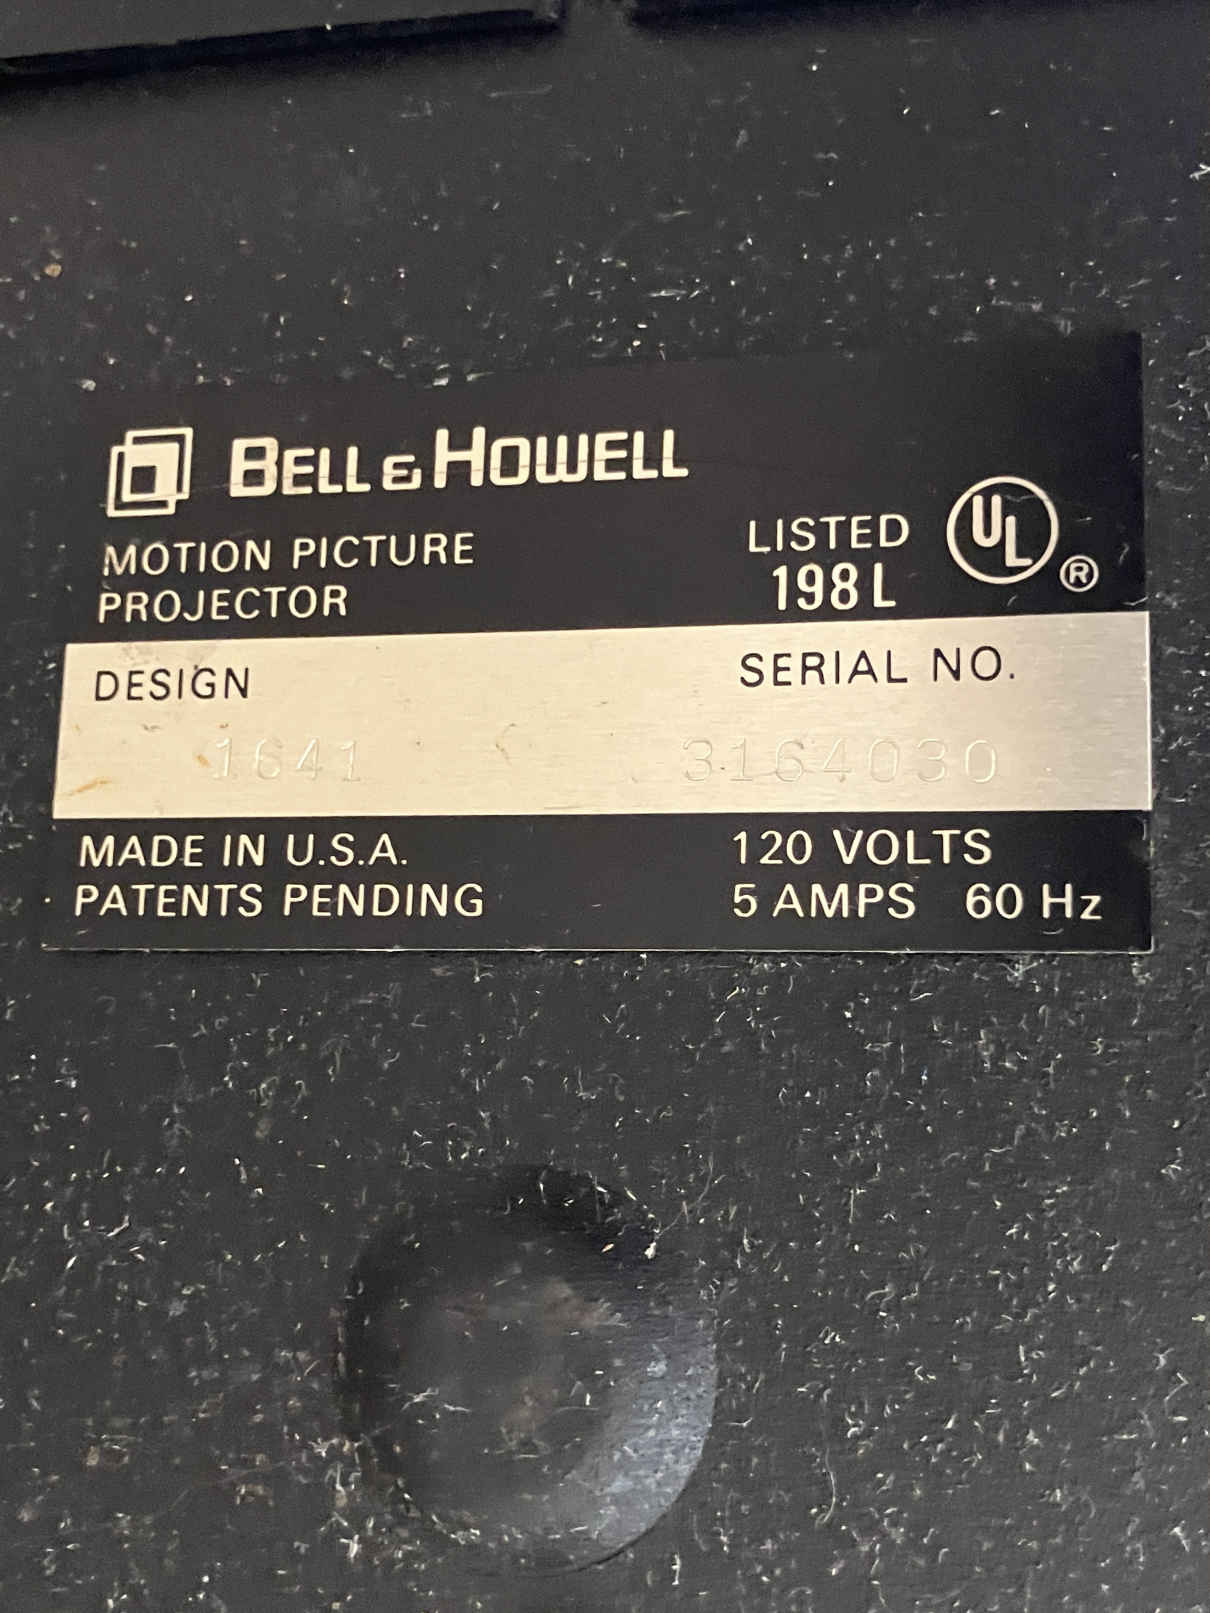 BELL & HOWELL
MOTION PICTURE
PROJECTOR
LISTED UL ®
198L
DESIGN SERIAL NO.
1641 3164030
MADE IN U.S.A. 120 VOLTS
PATENTS PENDING 5 AMPS 60 Hz